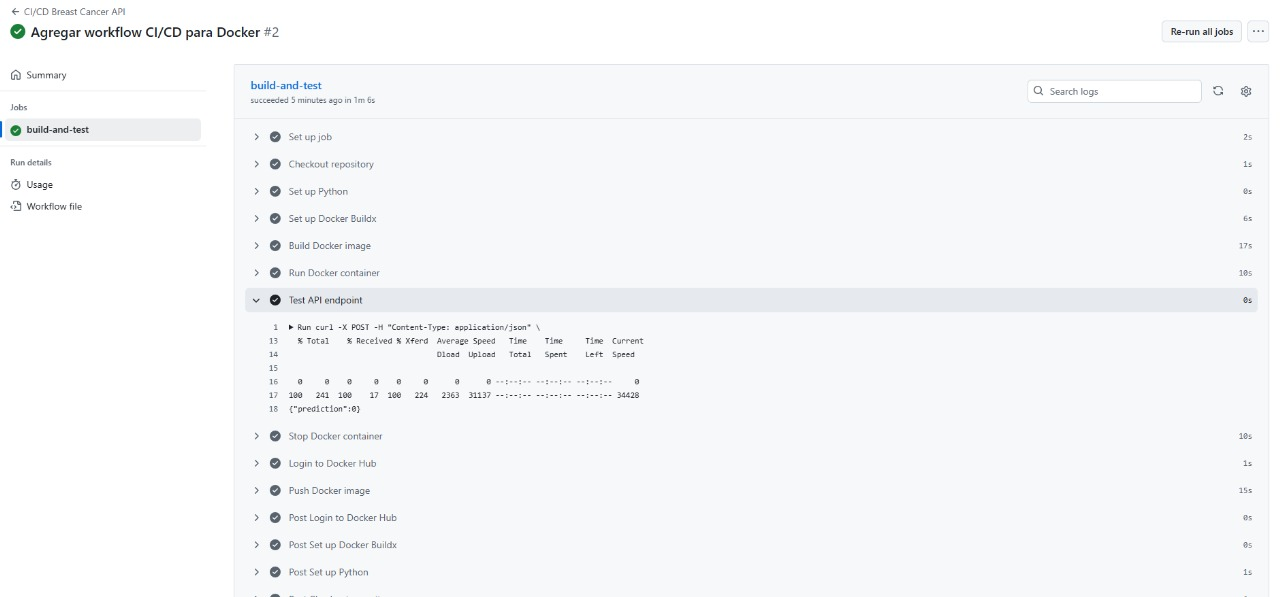 ← CI/CD Breast Cancer API
Agregar workflow CI/CD para Docker #2
Re-run all jobs
...
Summary
Jobs
build-and-test
Run details
Usage
Workflow file
build-and-test
succeeded 5 minutes ago in 1m 6s
Search logs
Set up job 2s
Checkout repository 1s
Set up Python 0s
Set up Docker Buildx 6s
Build Docker image 17s
Run Docker container 10s
Test API endpoint 0s
1 ▶ Run curl -X POST -H "Content-Type: application/json" \
13 % Total % Received % Xferd Average Speed Time Time Time Current
14 Dload Upload Total Spent Left Speed
15
16 0 0 0 0 0 0 0 0 --:--:-- --:--:-- --:--:-- 0
17 100 241 100 17 100 224 2363 31137 --:--:-- --:--:-- --:--:-- 34428
18 {"prediction":0}
Stop Docker container 10s
Login to Docker Hub 1s
Push Docker image 15s
Post Login to Docker Hub 0s
Post Set up Docker Buildx 0s
Post Set up Python 1s